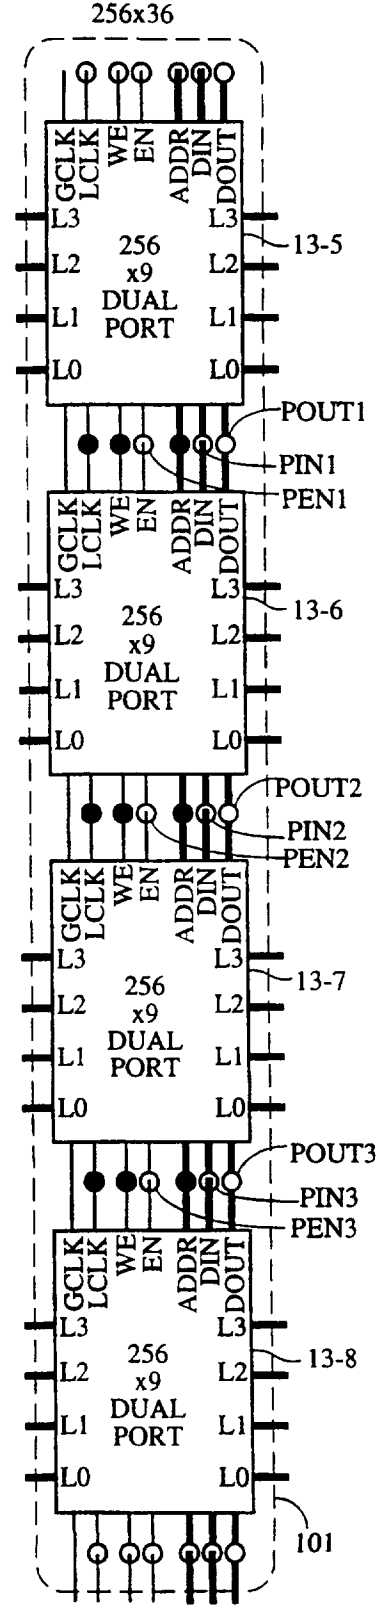 256x36
GCLK LCLK WE EN ADDR DIN DOUT
L3 L3
13-5
256
L2 x9 L2
DUAL
L1 PORT L1
L0 L0
POUT1
PIN1
PEN1
GCLK LCLK WE EN ADDR DIN DOUT
L3 L3
13-6
256
L2 x9 L2
DUAL
L1 PORT L1
L0 L0
POUT2
PIN2
PEN2
GCLK LCLK WE EN ADDR DIN DOUT
L3 L3
13-7
256
L2 x9 L2
DUAL
L1 PORT L1
L0 L0
POUT3
PIN3
PEN3
GCLK LCLK WE EN ADDR DIN DOUT
L3 L3
13-8
256
L2 x9 L2
DUAL
L1 PORT L1
L0 L0
101